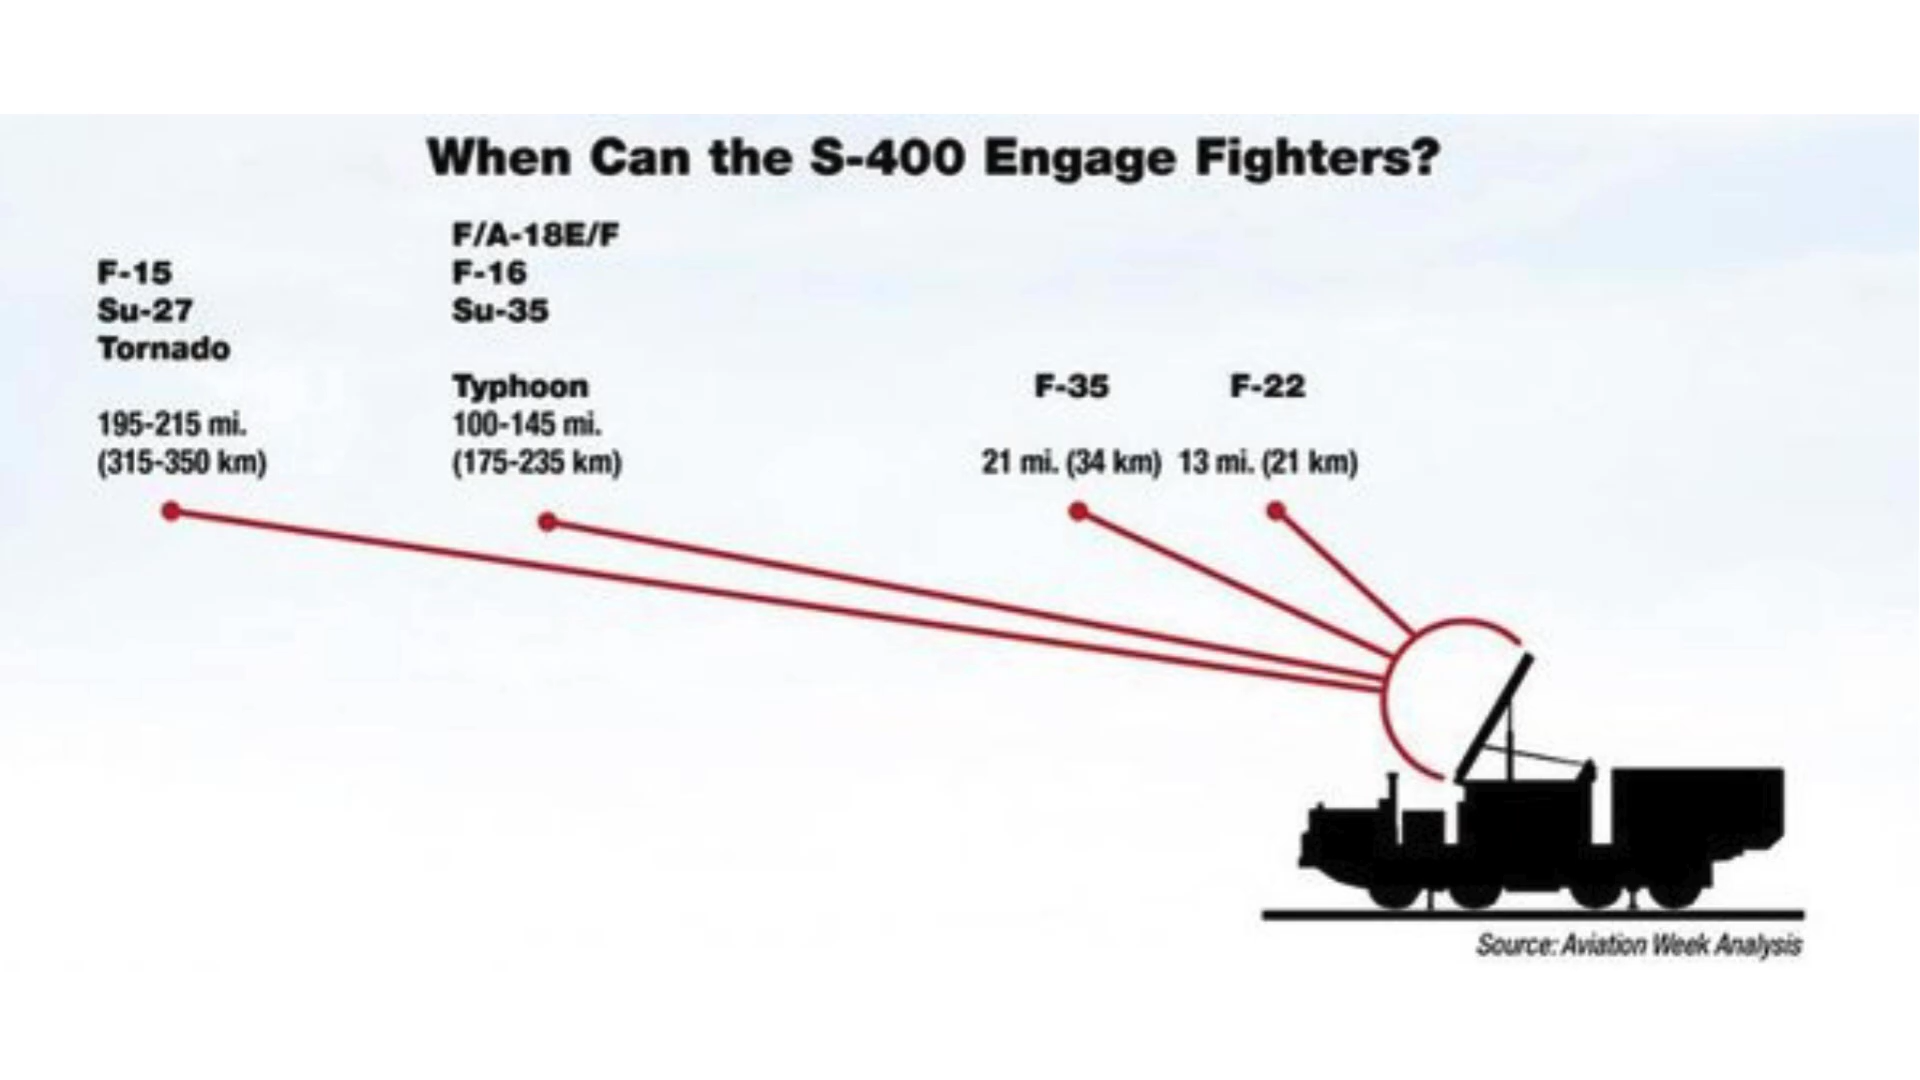 When Can the S-400 Engage Fighters?
F-15
Su-27
Tornado
195-215 mi.
(315-350 km)
F/A-18E/F
F-16
Su-35
Typhoon
100-145 mi.
(175-235 km)
F-35
21 mi. (34 km)
F-22
13 mi. (21 km)
Source: Aviation Week Analysis